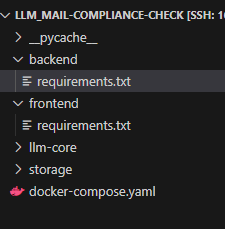 LLM_MAIL-COMPLIANCE-CHECK [SSH: 1
__pycache__
backend
requirements.txt
frontend
requirements.txt
llm-core
storage
docker-compose.yaml